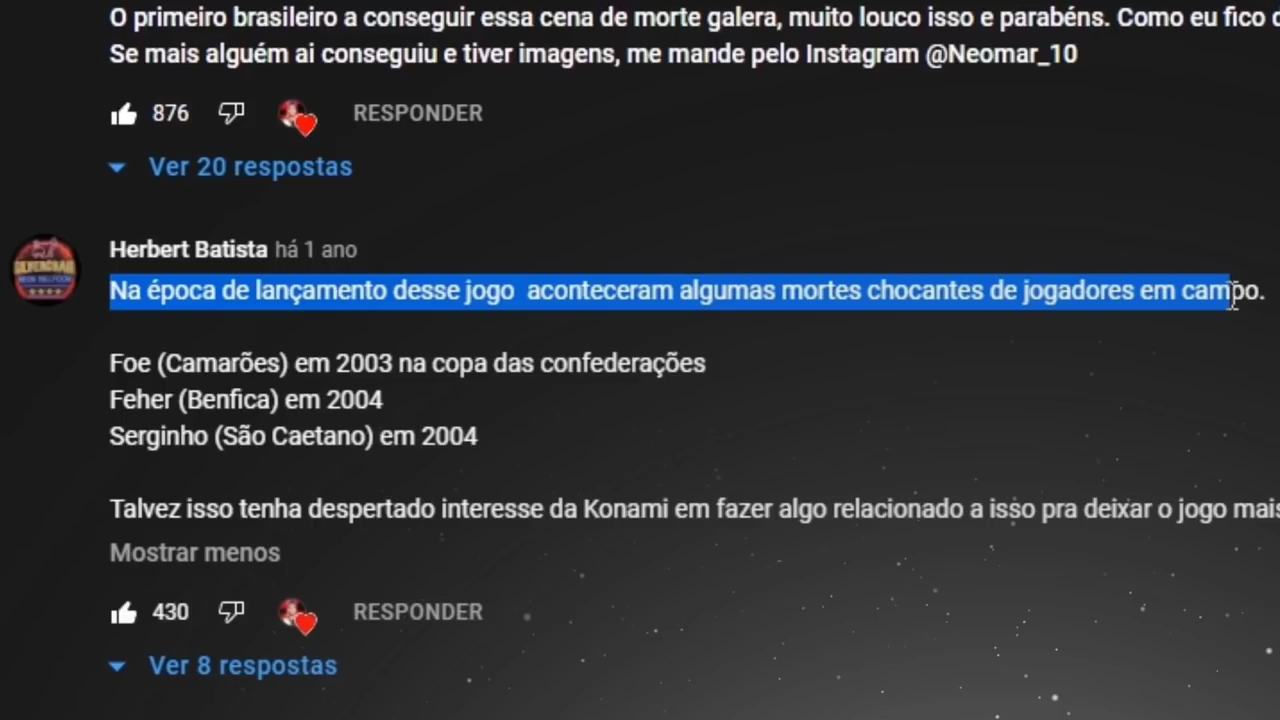 O primeiro brasileiro a conseguir essa cena de morte galera, muito louco isso e parabéns. Como eu fico
Se mais alguém ai conseguiu e tiver imagens, me mande pelo Instagram @Neomar_10
876 RESPONDER
Ver 20 respostas
Herbert Batista há 1 ano
Na época de lançamento desse jogo aconteceram algumas mortes chocantes de jogadores em campo.
Foe (Camarões) em 2003 na copa das confederações
Feher (Benfica) em 2004
Serginho (São Caetano) em 2004
Talvez isso tenha despertado interesse da Konami em fazer algo relacionado a isso pra deixar o jogo mais
Mostrar menos
430 RESPONDER
Ver 8 respostas